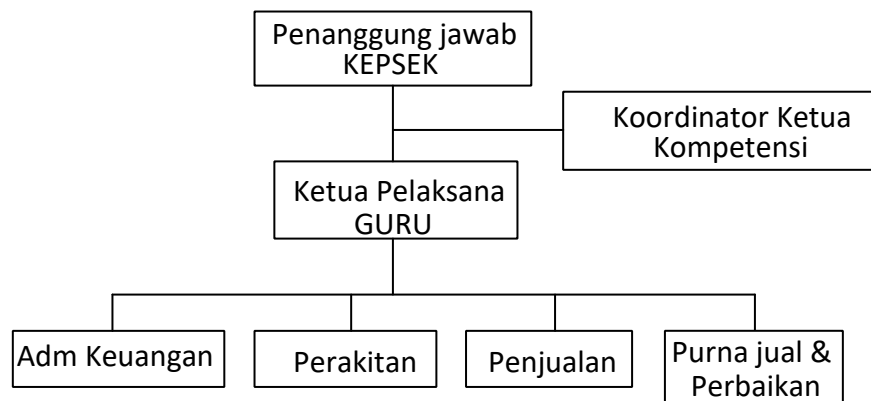 Penanggung jawab
KEPSEK
Koordinator Ketua
Kompetensi
Ketua Pelaksana
GURU
Adm Keuangan
Perakitan
Penjualan
Purna jual &
Perbaikan